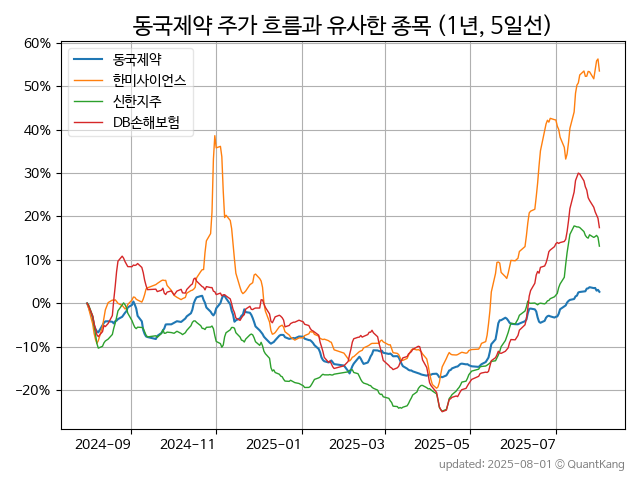 동국제약 주가 흐름과 유사한 종목 (1년, 5일선)
동국제약
한미사이언스
신한지주
DB손해보험
60%
50%
40%
30%
20%
10%
0%
−10%
−20%
2024-09
2024-11
2025-01
2025-03
2025-05
2025-07
updated: 2025-08-01 © QuantKang